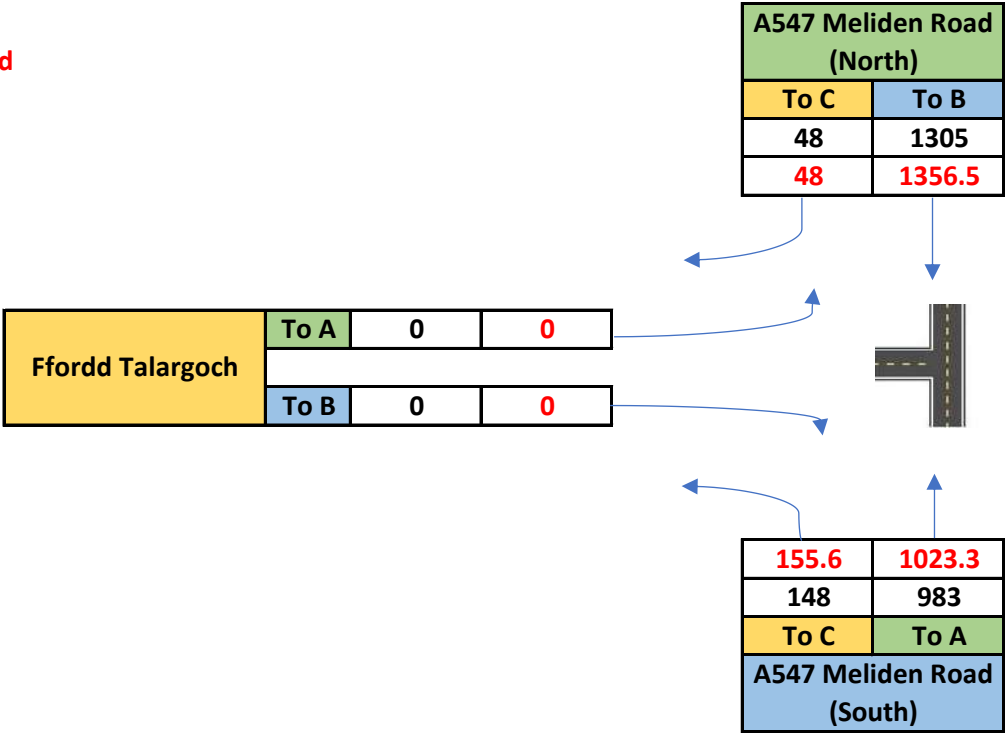 A547 Meliden Road
(North)
d
To C To B
48 1305
48 1356.5
Ffordd Talargoch
To A 0 0
To B 0 0
155.6 1023.3
148 983
To C To A
A547 Meliden Road
(South)